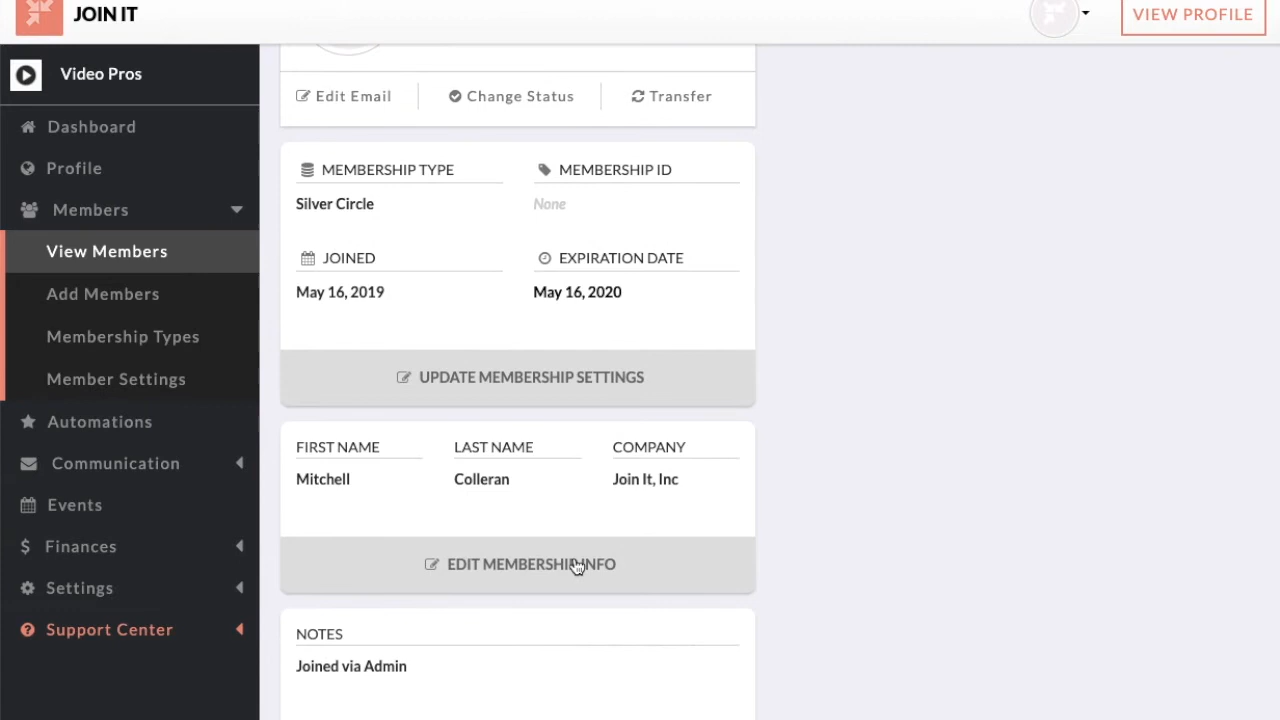 JOIN IT
VIEW PROFILE
Video Pros
Dashboard
Profile
Members
View Members
Add Members
Membership Types
Member Settings
Automations
Communication
Events
Finances
Settings
Support Center
Edit Email
Change Status
Transfer
MEMBERSHIP TYPE
Silver Circle
MEMBERSHIP ID
None
JOINED
May 16, 2019
EXPIRATION DATE
May 16, 2020
UPDATE MEMBERSHIP SETTINGS
FIRST NAME
Mitchell
LAST NAME
Colleran
COMPANY
Join It, Inc
EDIT MEMBERSHIP INFO
NOTES
Joined via Admin